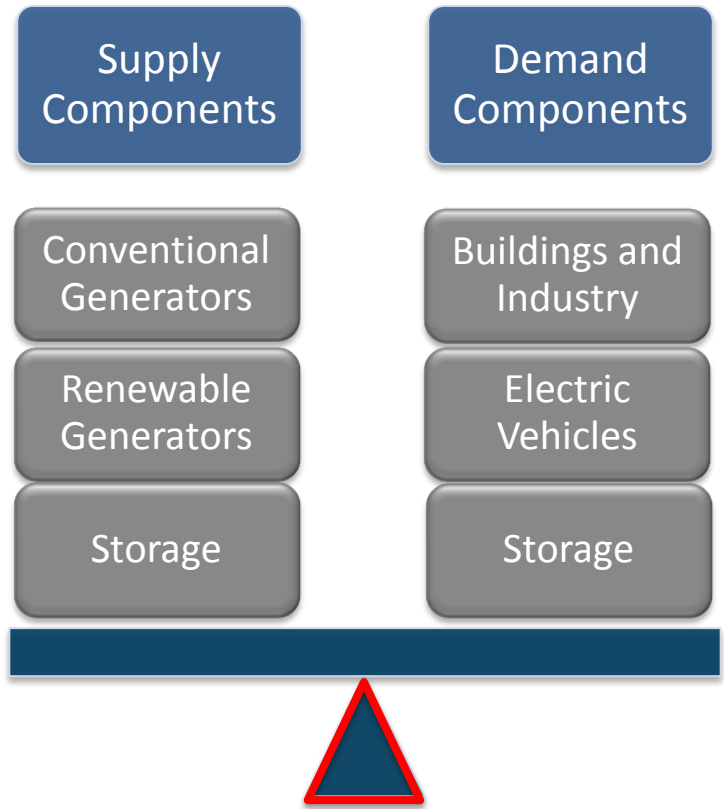 Supply
Components
Demand
Components
Conventional
Generators
Renewable
Generators
Storage
Buildings and
Industry
Electric
Vehicles
Storage